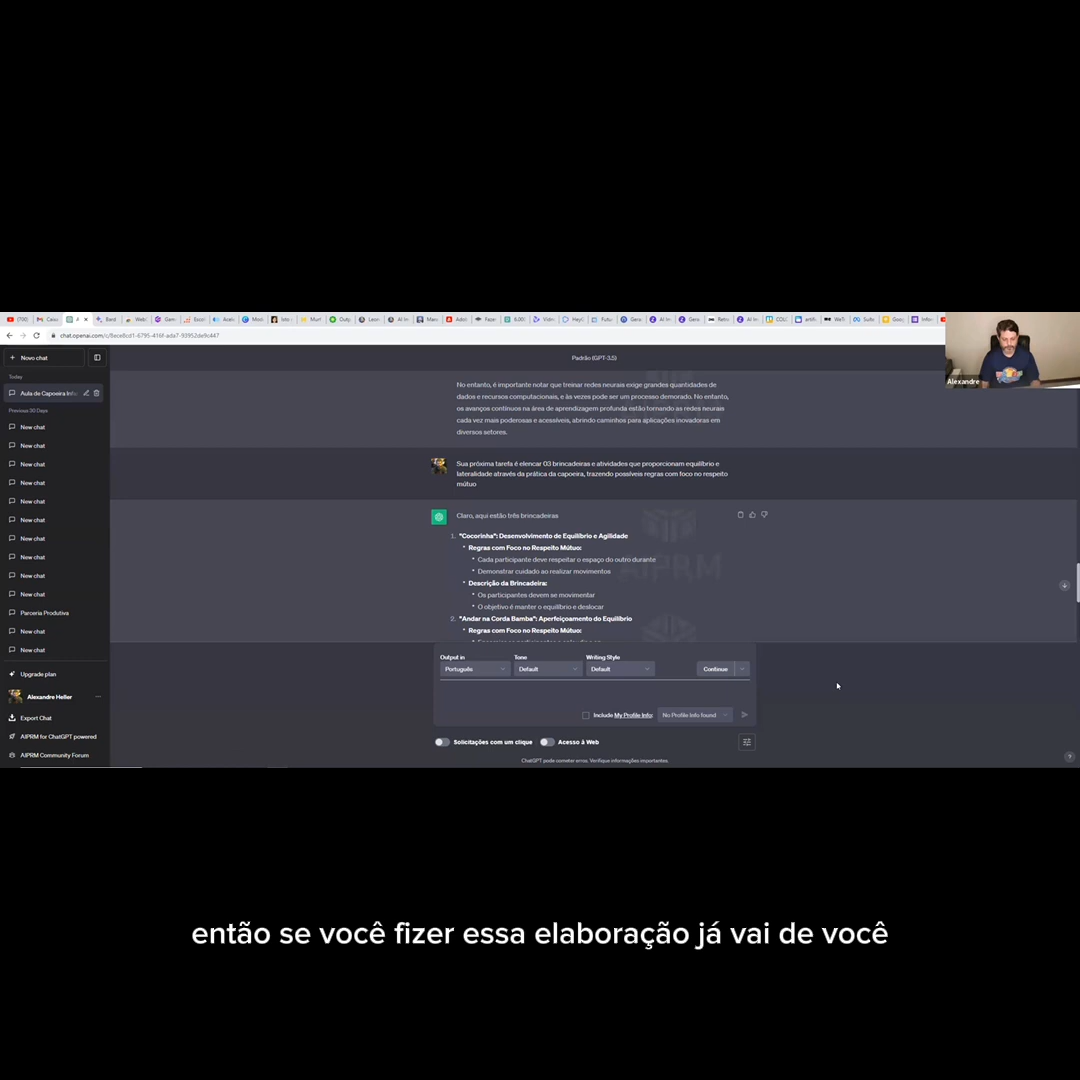 chat.openai.com/c/
Novo chat
Padrão (GPT-3.5)
Today
Aula de Capoeira Inf
Previous 30 Days
New chat
New chat
New chat
New chat
New chat
New chat
New chat
New chat
New chat
New chat
Parceria Produtiva
New chat
New chat
Upgrade plan
Alexandre Heller
Export Chat
AIPRM for ChatGPT powered
AIPRM Community Forum
Alexandre
No entanto, é importante notar que treinar redes neurais exige grandes quantidades de
dados e recursos computacionais, e às vezes pode ser um processo demorado. No entanto,
os avanços contínuos na área de aprendizagem profunda estão tornando as redes neurais
cada vez mais poderosas e acessíveis, abrindo caminhos para aplicações inovadoras em
diversos setores.
Sua próxima tarefa é elencar 03 brincadeiras e atividades que proporcionam equilíbrio e
lateralidade através da prática da capoeira, trazendo possíveis regras com foco no respeito
mútuo
Claro, aqui estão três brincadeiras
1. "Cocorinha": Desenvolvimento de Equilíbrio e Agilidade
Regras com Foco no Respeito Mútuo:
Cada participante deve respeitar o espaço do outro durante
Demonstrar cuidado ao realizar movimentos
Descrição da Brincadeira:
Os participantes devem se movimentar
O objetivo é manter o equilíbrio e deslocar
2. "Andar na Corda Bamba": Aperfeiçoamento do Equilíbrio
Regras com Foco no Respeito Mútuo:
AIPRM
Output in Tone Writing Style
Português Default Default Continue
Include My Profile Info: No Profile Info found
Solicitações com um clique Acesso à Web
ChatGPT pode cometer erros. Verifique informações importantes.
então se você fizer essa elaboração já vai de você